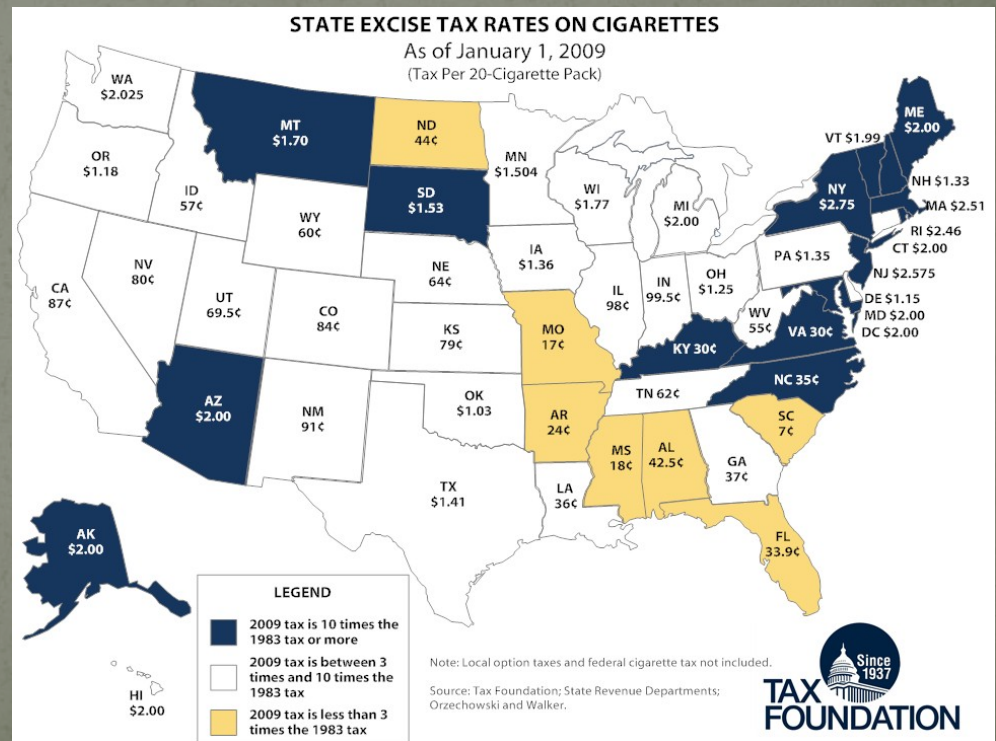 STATE EXCISE TAX RATES ON CIGARETTES
As of January 1, 2009
(Tax Per 20-Cigarette Pack)
WA
$2.025
OR
$1.18
ID
57¢
MT
$1.70
ND
44¢
MN
$1.504
SD
$1.53
WY
60¢
WI
$1.77
MI
$2.00
VT $1.99
ME
$2.00
NH $1.33
NY
$2.75
MA $2.51
RI $2.46
CT $2.00
NJ $2.575
DE $1.15
MD $2.00
DC $2.00
CA
87¢
NV
80¢
UT
69.5¢
CO
84¢
NE
64¢
IA
$1.36
IL
98¢
IN
99.5¢
OH
$1.25
PA $1.35
WV
55¢
VA 30¢
KS
79¢
MO
17¢
KY 30¢
NC 35¢
TN 62¢
AZ
$2.00
NM
91¢
OK
$1.03
AR
24¢
SC
7¢
MS
18¢
AL
42.5¢
GA
37¢
TX
$1.41
LA
36¢
FL
33.9¢
AK
$2.00
HI
$2.00
LEGEND
2009 tax is 10 times the
1983 tax or more
2009 tax is between 3
times and 10 times the
1983 tax
2009 tax is less than 3
times the 1983 tax
Note: Local option taxes and federal cigarette tax not included.
Source: Tax Foundation; State Revenue Departments;
Orzechowski and Walker.
Since
1937
TAX
FOUNDATION